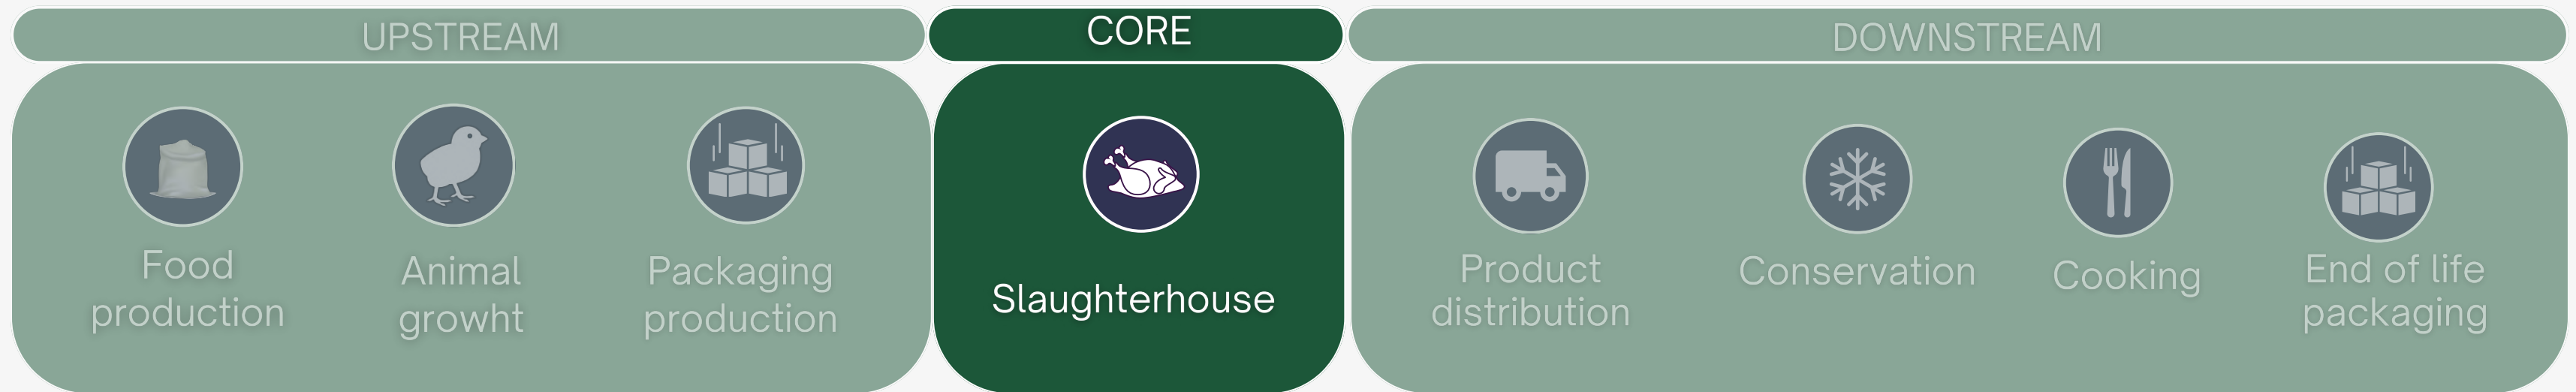 UPSTREAM
CORE
DOWNSTREAM
Food
production
Animal
growht
Packaging
production
Slaughterhouse
Product
distribution
Conservation
Cooking
End of life
packaging